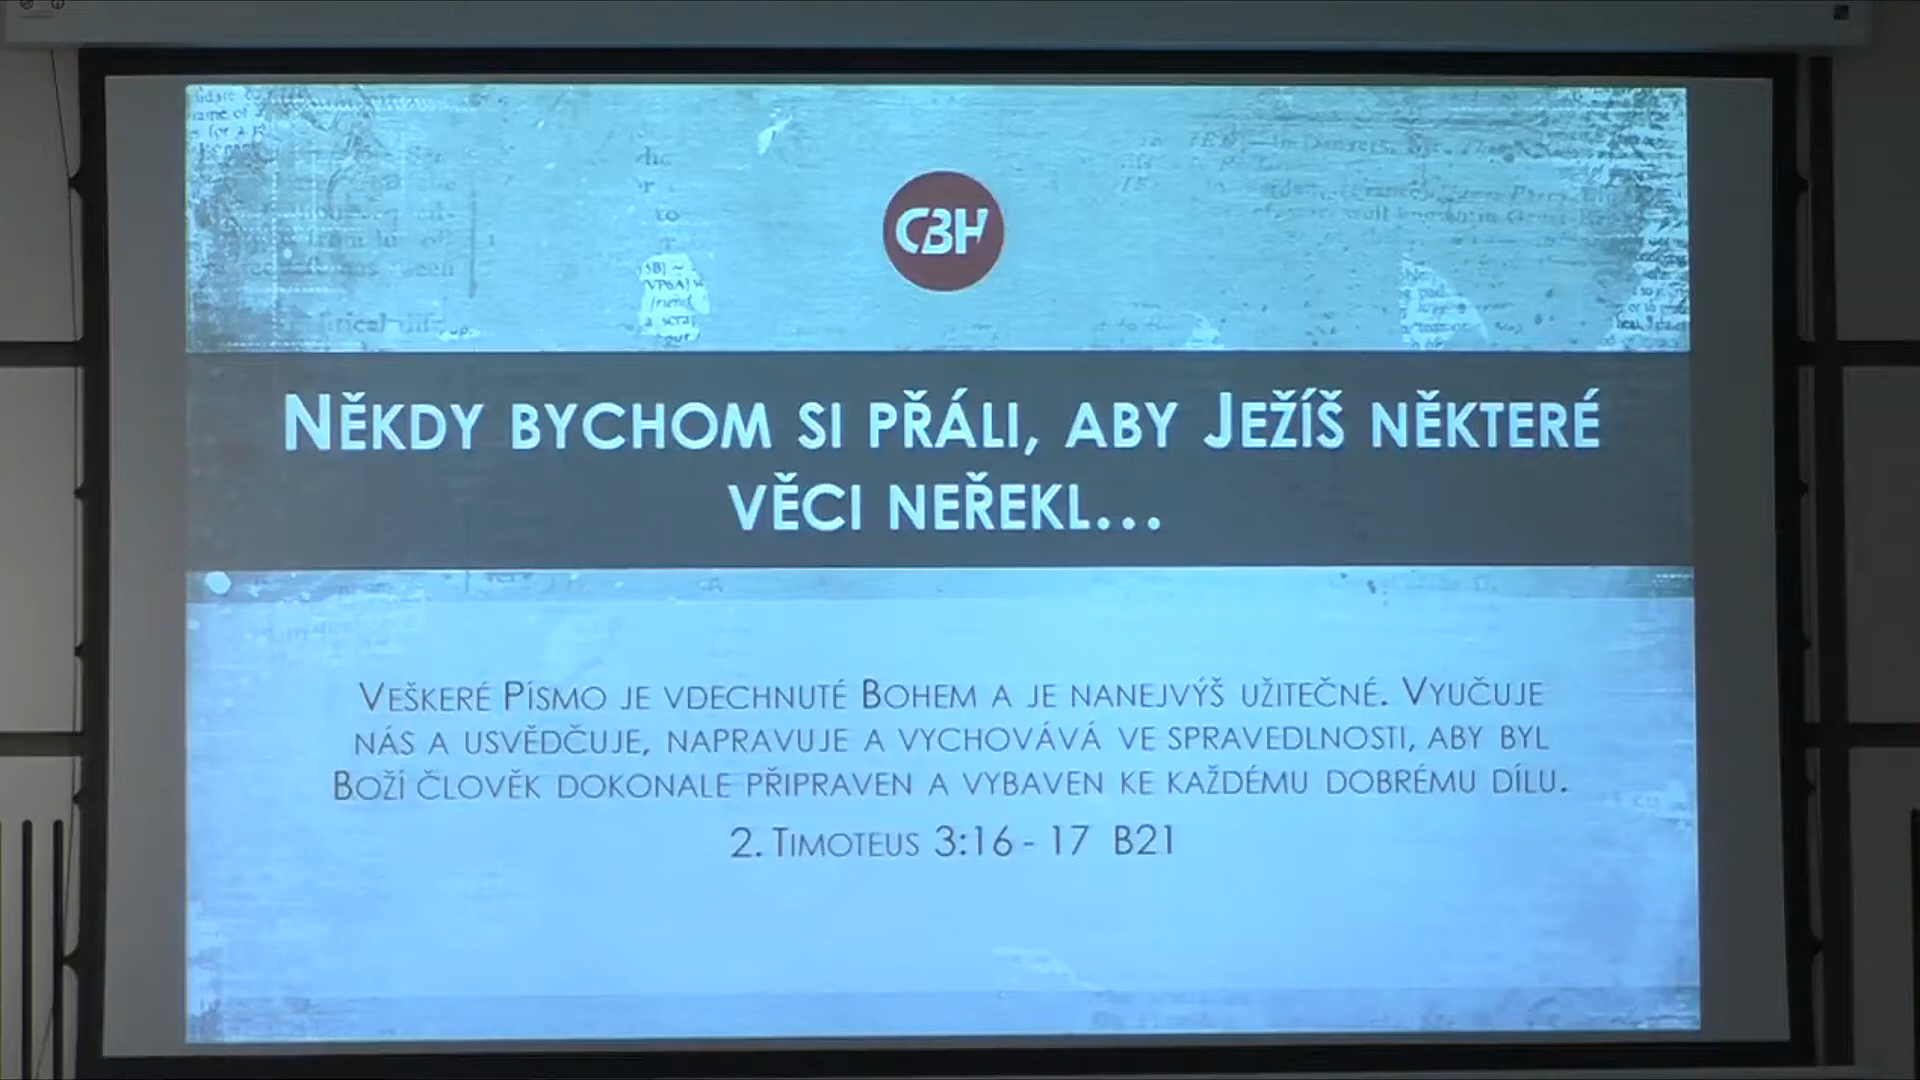 CBH
NĚKDY BYCHOM SI PŘÁLI, ABY JEŽÍŠ NĚKTERÉ
VĚCI NEŘEKL...
VEŠKERÉ PÍSMO JE VDECHNUTÉ BOHEM A JE NANEJVÝŠ UŽITEČNÉ. VYUČUJE
NÁS A USVĚDČUJE, NAPRAVUJE A VYCHOVÁVÁ VE SPRAVEDLNOSTI, ABY BYL
BOŽÍ ČLOVĚK DOKONALE PŘIPRAVEN A VYBAVEN KE KAŽDÉMU DOBRÉMU DÍLU.
2. TIMOTEUS 3:16 - 17 B21